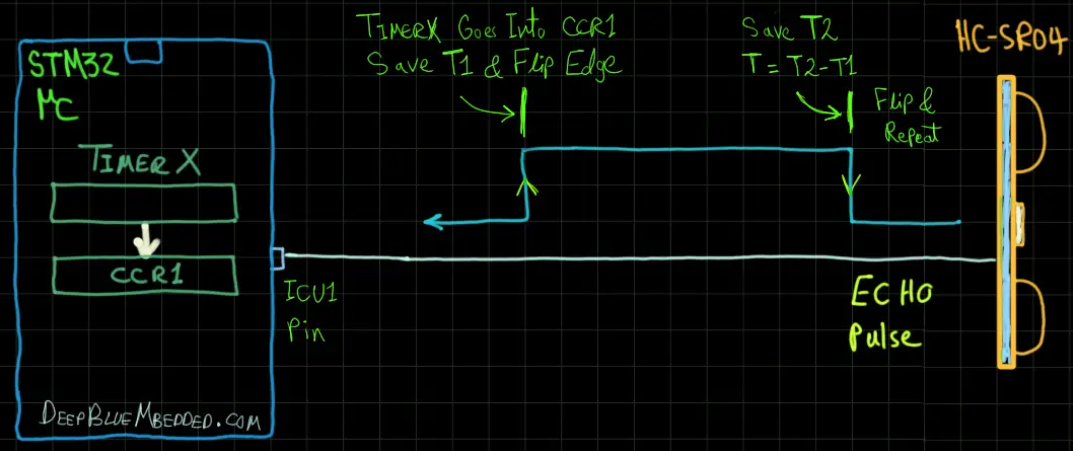 STM32
μC
TIMER X
CCR1
DEEPBLUEMBEDDED.COM
ICU1
Pin
TIMERX Goes Into CCR1
Save T1 & Flip Edge
Save T2
T = T2-T1
Flip &
Repeat
HC-SR04
ECHO
Pulse